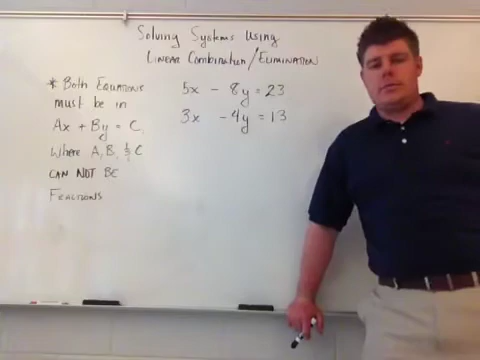 Solving Systems Using
Linear Combination/Elimination
* Both Equations
must be in
Ax + By = C,
Where A, B, & C
CAN NOT BE
Fractions
5x - 8y = 23
3x - 4y = 13